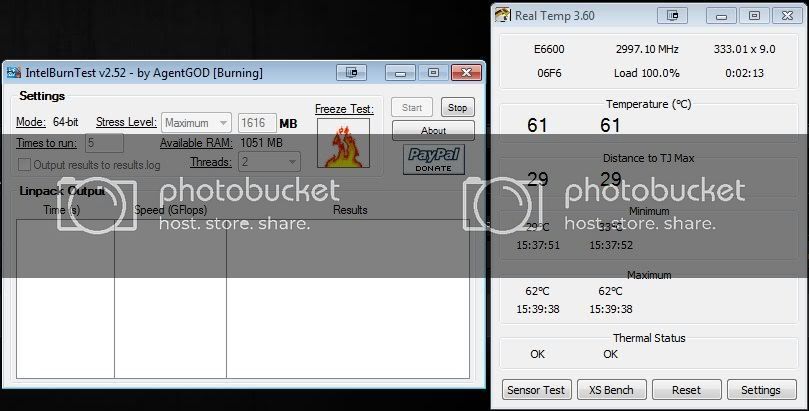 IntelBurnTest v2.52 - by AgentGOD [Burning]
Settings
Mode: 64-bit Stress Level: Maximum 1616 MB
Times to run: 5 Available RAM: 1051 MB
Output results to results.log Threads: 2
Freeze Test:
Start Stop
About
PayPal
DONATE
Linpack Output
Time (s) Speed (GFlops) Results
photobucket
host. store. share.
Real Temp 3.60
E6600 2997.10 MHz 333.01 x 9.0
06F6 Load 100.0% 0:02:13
Temperature (°C)
61 61
Distance to TJ Max
29 29
photobucket
host. store. share.
Minimum
29°C 33°C
15:37:51 15:37:52
Maximum
62°C 62°C
15:39:38 15:39:38
Thermal Status
OK OK
Sensor Test XS Bench Reset Settings